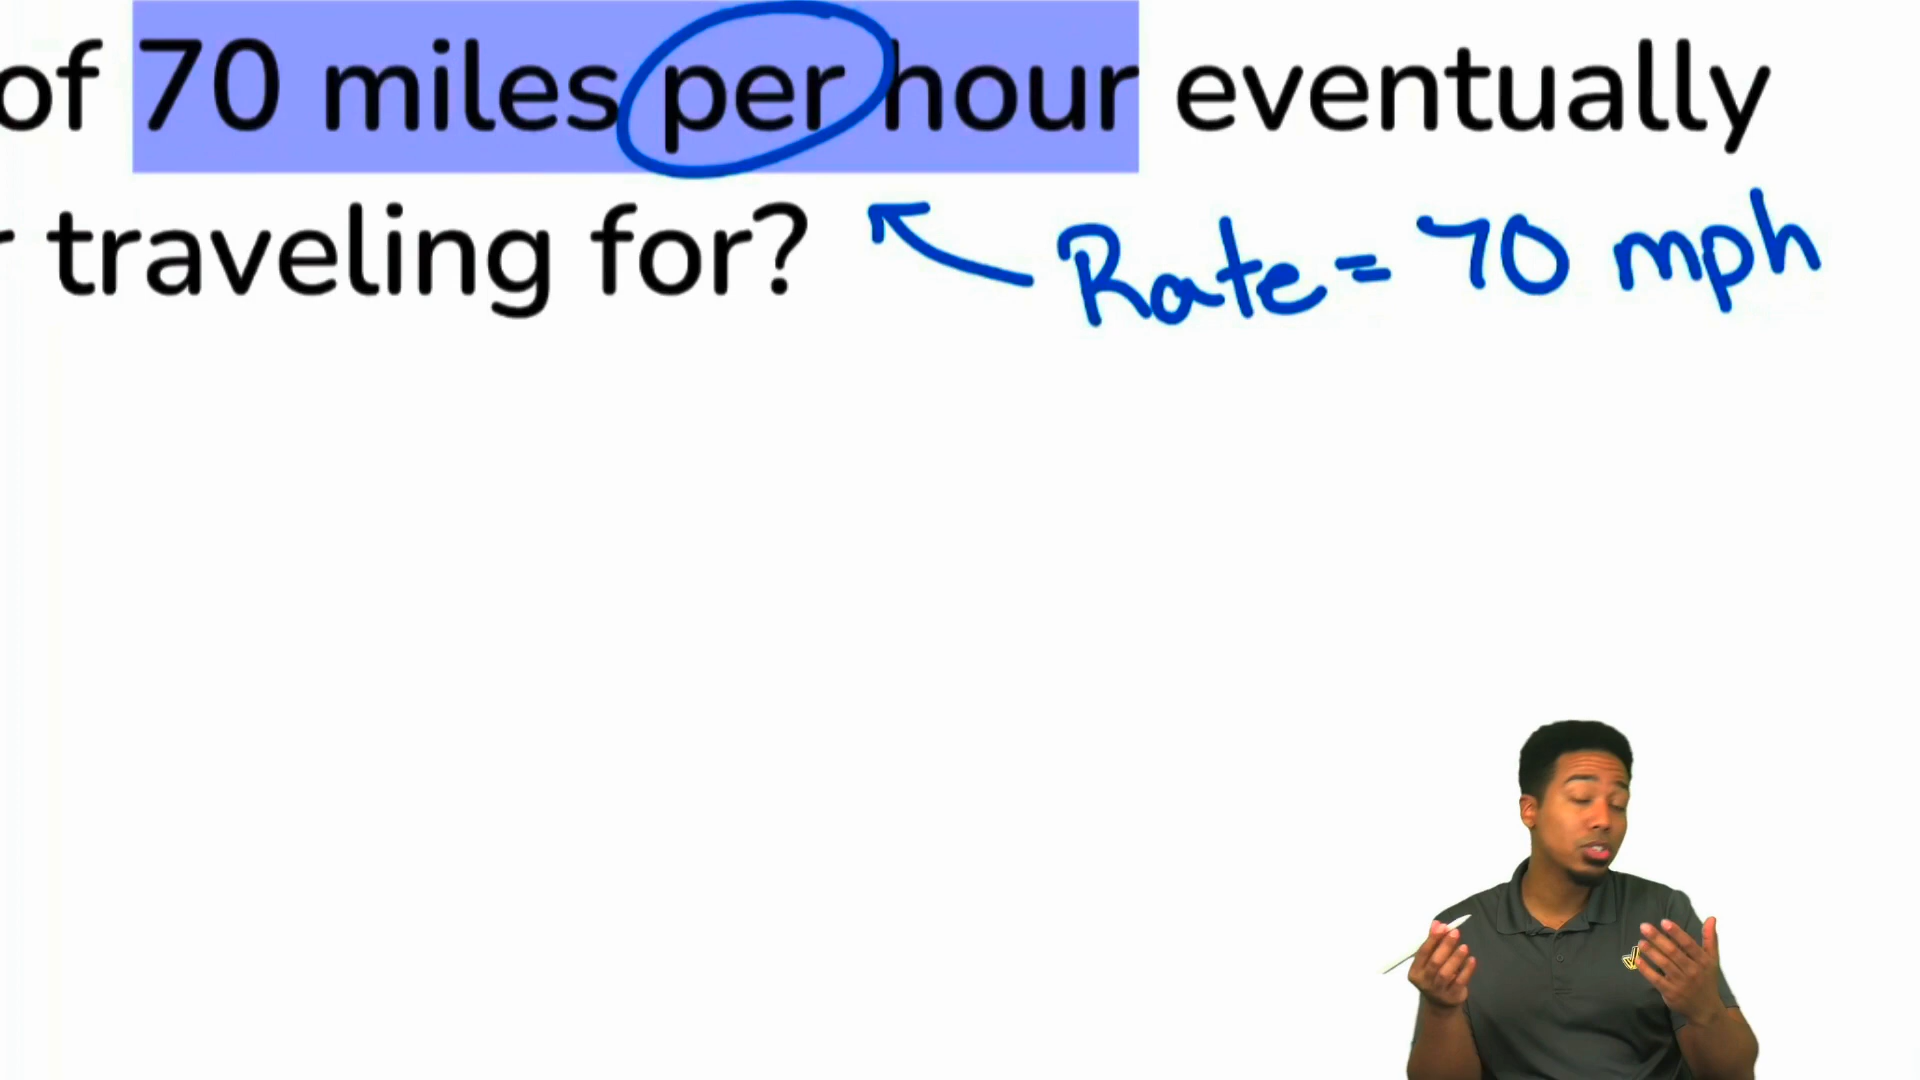 of 70 miles per hour eventually
r traveling for?
Rate = 70 mph